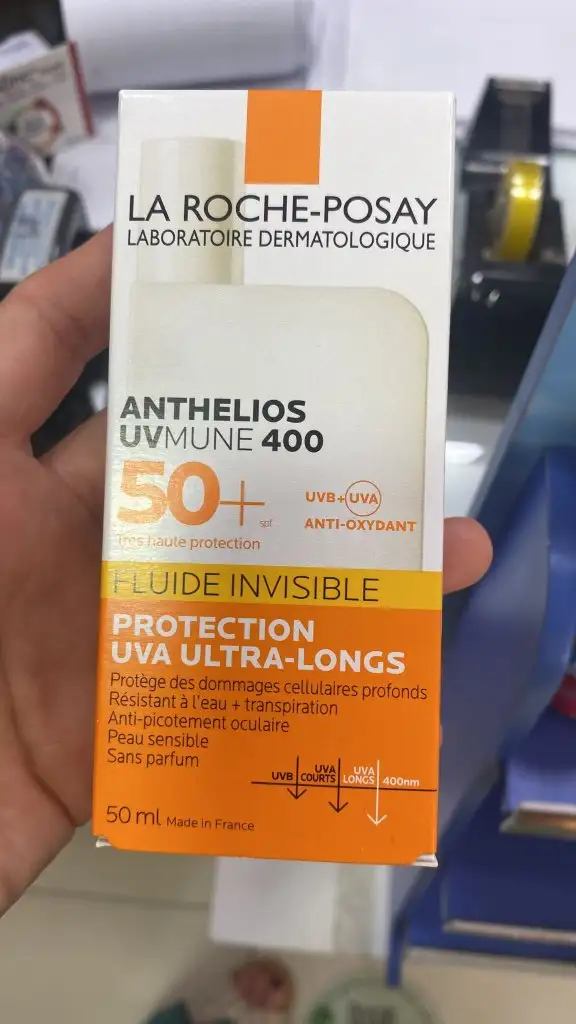 LA ROCHE-POSAY
LABORATOIRE DERMATOLOGIQUE
ANTHELIOS
UVMUNE 400
50+
spf
Très haute protection
UVB+UVA
ANTI-OXYDANT
FLUIDE INVISIBLE
PROTECTION
UVA ULTRA-LONGS
Protège des dommages cellulaires profonds
Résistant à l'eau + transpiration
Anti-picotement oculaire
Peau sensible
Sans parfum
UVB
UVA COURTS
UVA LONGS
400nm
50 ml Made in France